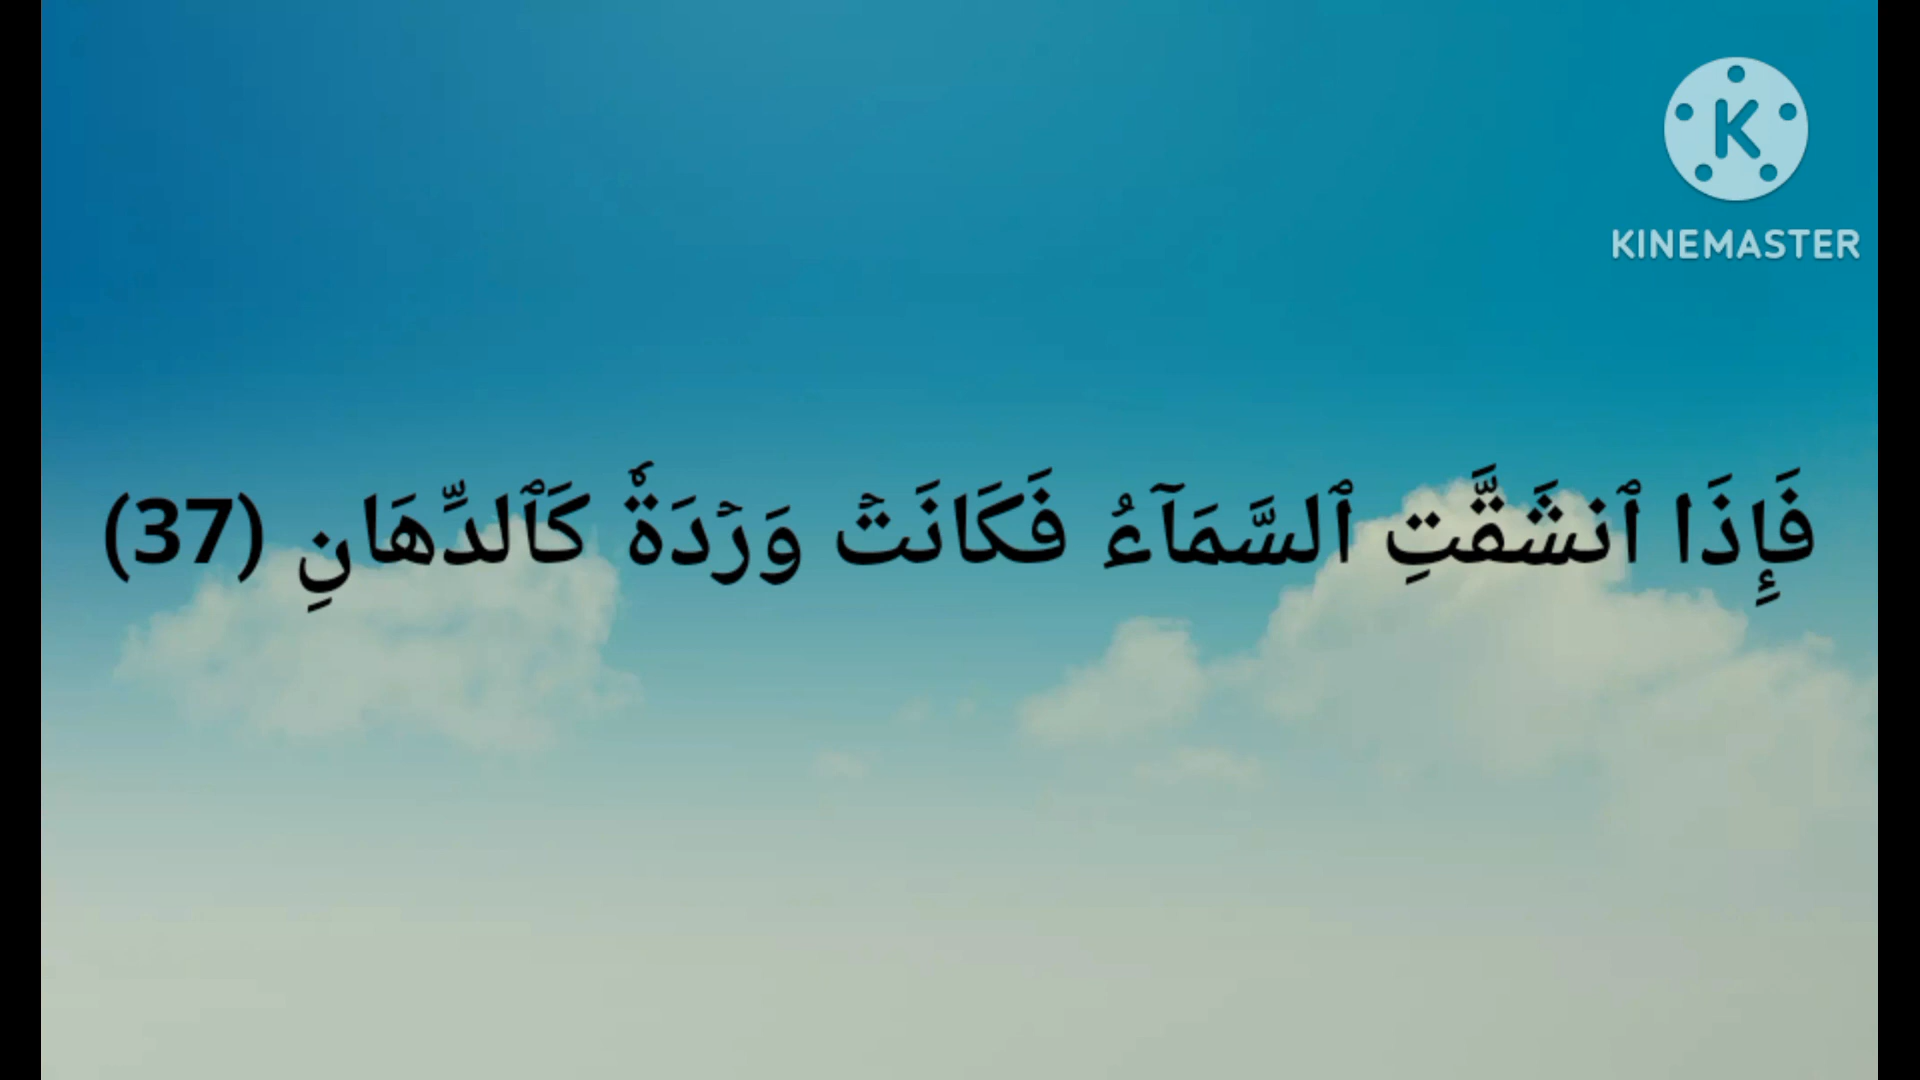 K
KINEMASTER
فَإِذَا ٱنشَقَّتِ ٱلسَّمَآءُ فَكَانَتۡ وَرۡدَةٗ كَٱلدِّهَانِ (37)